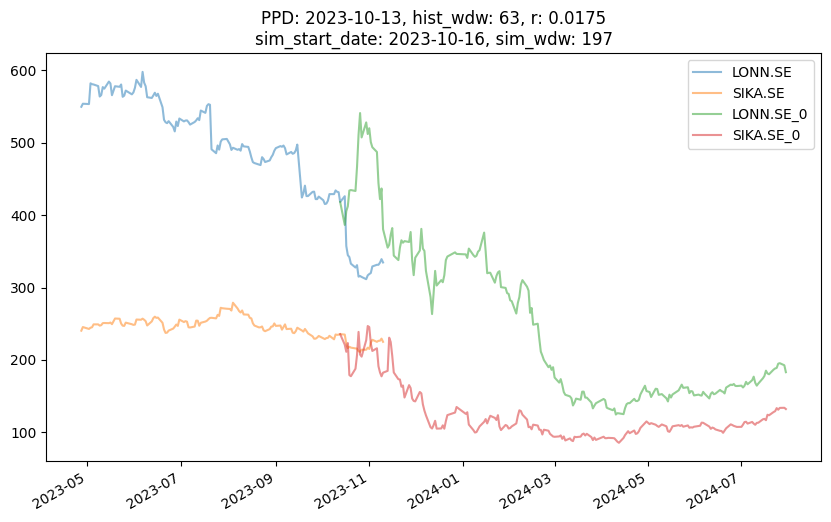 PPD: 2023-10-13, hist_wdw: 63, r: 0.0175
sim_start_date: 2023-10-16, sim_wdw: 197
LONN.SE
SIKA.SE
LONN.SE_0
SIKA.SE_0
600
500
400
300
200
100
2023-05
2023-07
2023-09
2023-11
2024-01
2024-03
2024-05
2024-07